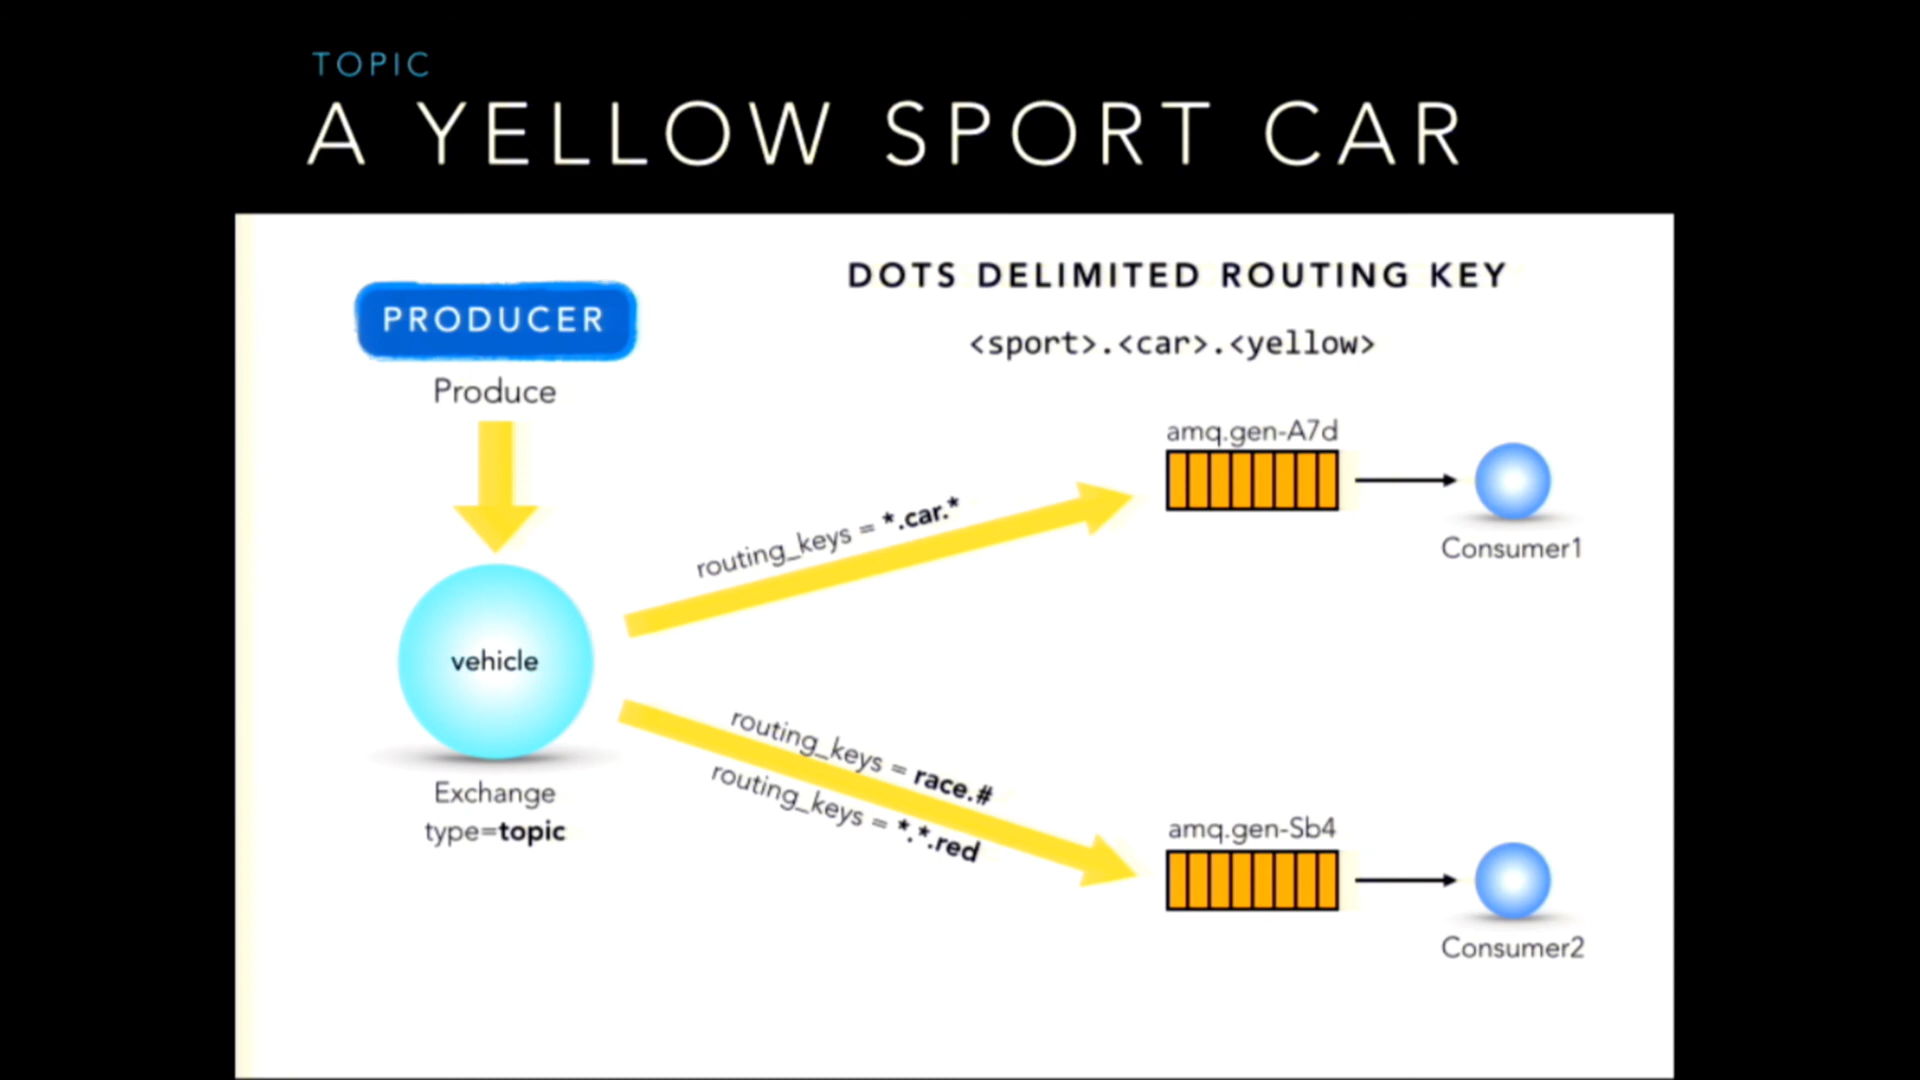 TOPIC
A YELLOW SPORT CAR
PRODUCER
Produce
DOTS DELIMITED ROUTING KEY
<sport>.<car>.<yellow>
amq.gen-A7d
Consumer1
routing_keys = *.car.*
vehicle
Exchange
type=topic
routing_keys = race.#
routing_keys = *.*.red
amq.gen-Sb4
Consumer2